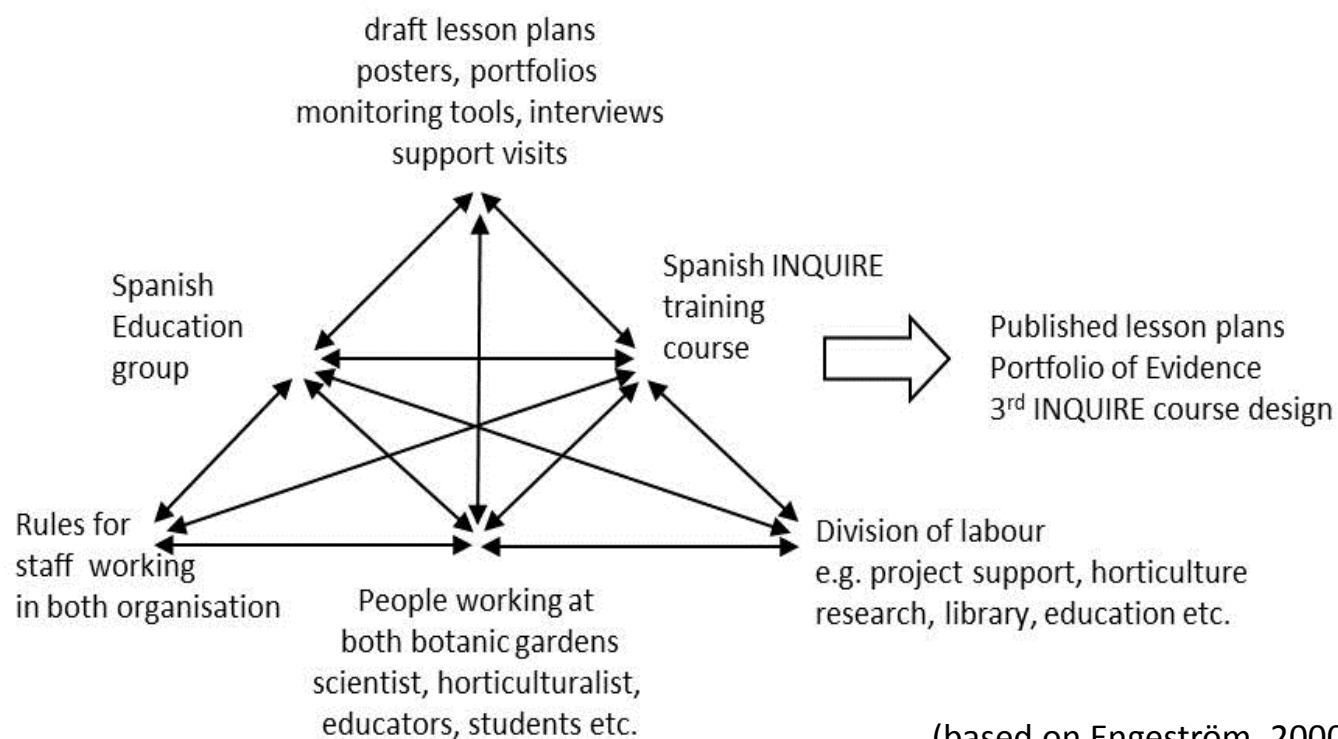 draft lesson plans
posters, portfolios
monitoring tools, interviews
support visits
Spanish
Education
group
Spanish INQUIRE
training
course
Published lesson plans
Portfolio of Evidence
3rd INQUIRE course design
Rules for
staff working
in both organisation
People working at
both botanic gardens
scientist, horticulturalist,
educators, students etc.
Division of labour
e.g. project support, horticulture
research, library, education etc.
(based on Engeström, 2000